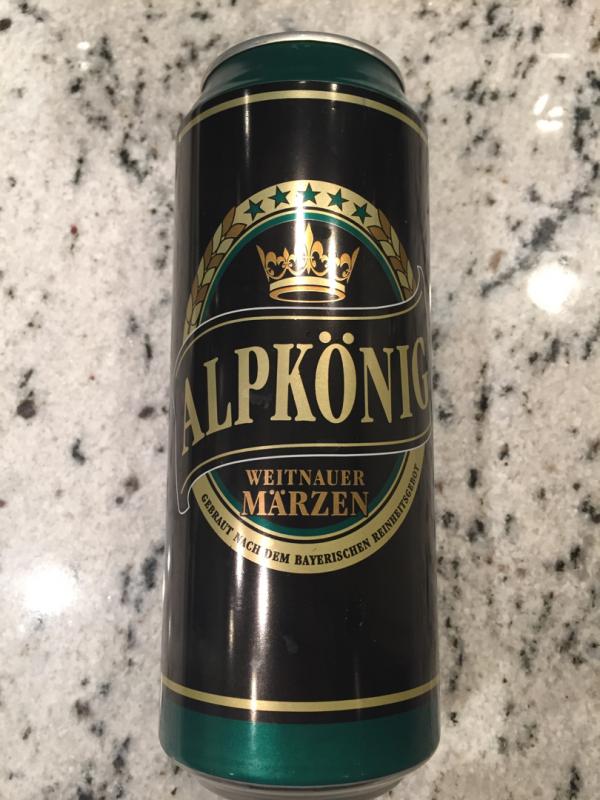 ALPKÖNIG
WEITNAUER
MÄRZEN
GEBRAUT NACH DEM BAYERISCHEN REINHEITSGEBOT